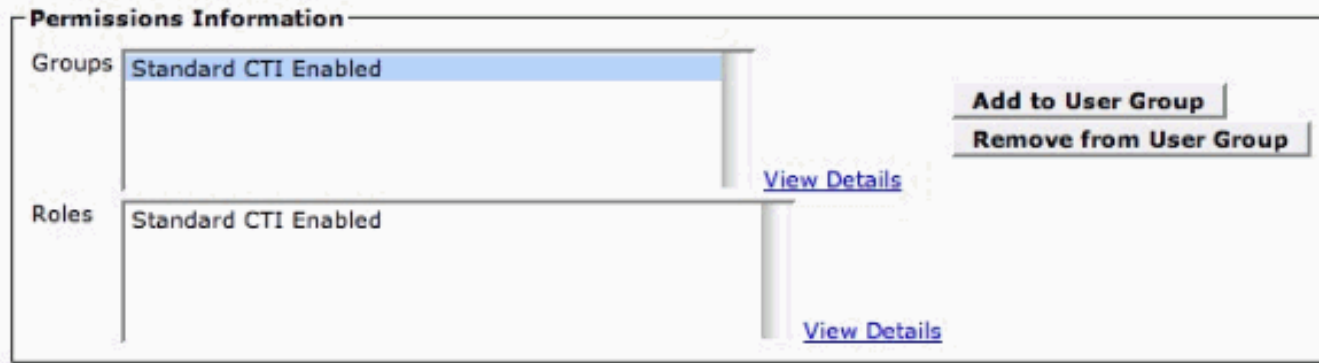 Permissions Information
Groups
Standard CTI Enabled
Add to User Group
Remove from User Group
View Details
Roles
Standard CTI Enabled
View Details